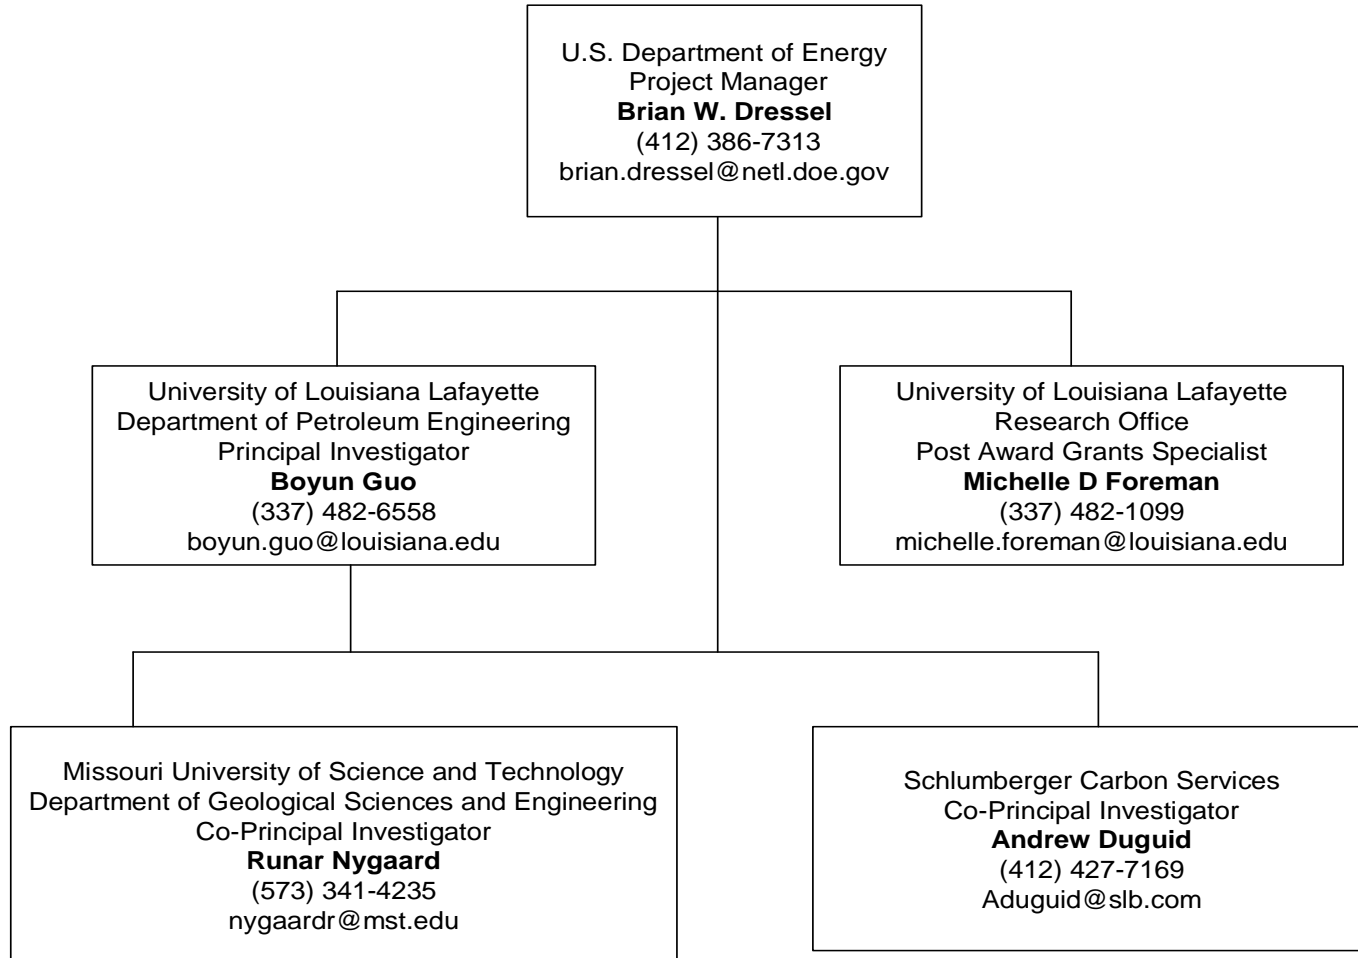 U.S. Department of Energy
Project Manager
Brian W. Dressel
(412) 386-7313
brian.dressel@netl.doe.gov
University of Louisiana Lafayette
Department of Petroleum Engineering
Principal Investigator
Boyun Guo
(337) 482-6558
boyun.guo@louisiana.edu
University of Louisiana Lafayette
Research Office
Post Award Grants Specialist
Michelle D Foreman
(337) 482-1099
michelle.foreman@louisiana.edu
Missouri University of Science and Technology
Department of Geological Sciences and Engineering
Co-Principal Investigator
Runar Nygaard
(573) 341-4235
nygaardr@mst.edu
Schlumberger Carbon Services
Co-Principal Investigator
Andrew Duguid
(412) 427-7169
Aduguid@slb.com